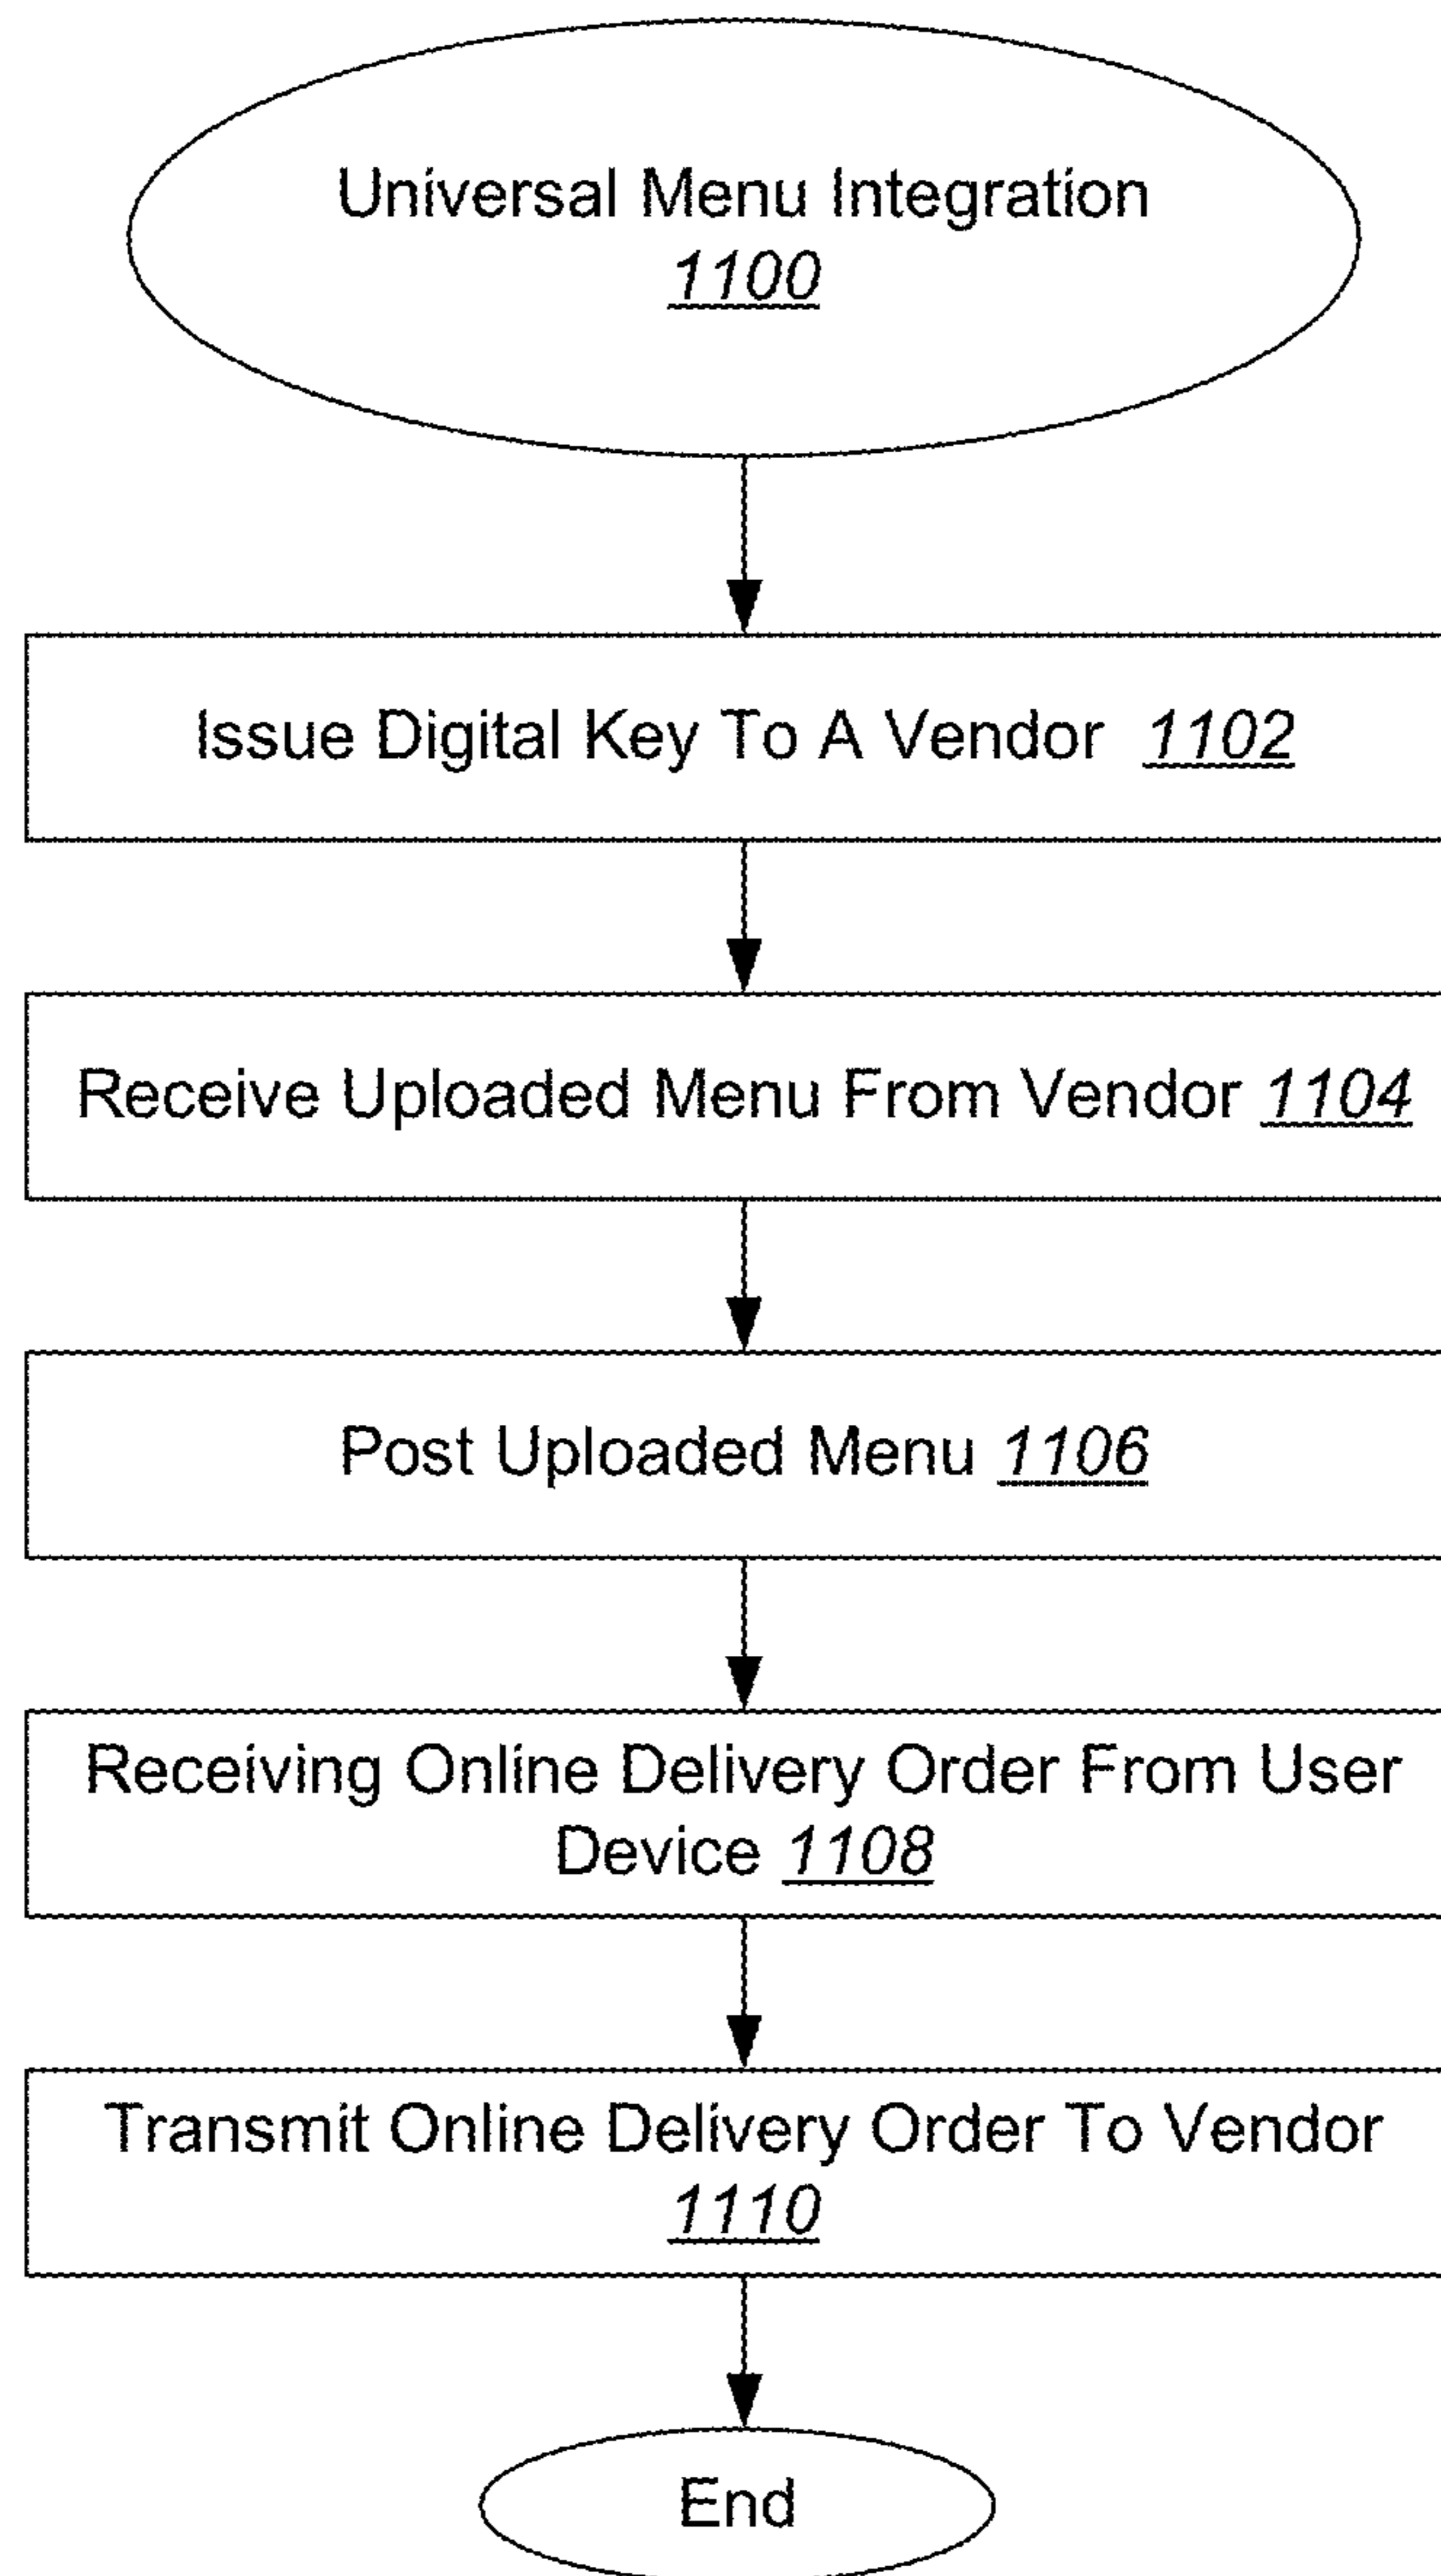 Universal Menu Integration
1100
Issue Digital Key To A Vendor 1102
Receive Uploaded Menu From Vendor 1104
Post Uploaded Menu 1106
Receiving Online Delivery Order From User
Device 1108
Transmit Online Delivery Order To Vendor
1110
End